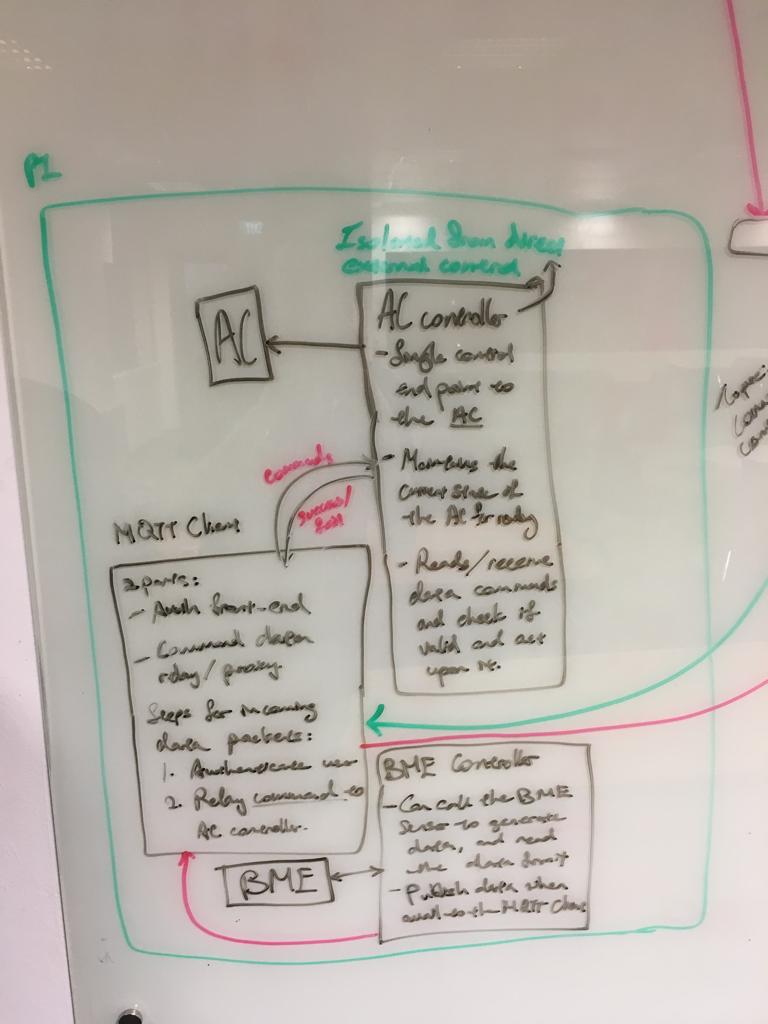 PI
Isolated from direct
external control
AC
AC controller
- Single control
end point to
the AC
- Maintains the
current state of
the AC for relay
- Reads/receive
data commands
and check if
valid and act
upon it.
Commands
success/
fail
MQTT Client
2 parts:
- Auth front-end
- Command data
relay/proxy.
Steps for incoming
data packets:
1. Authenticate user
2. Relay command to
AC controller.
BME Controller
- Can call the BME
sensor to generate
data, and read
the data from it
- Publish data when
avail to the MQTT Client
BME